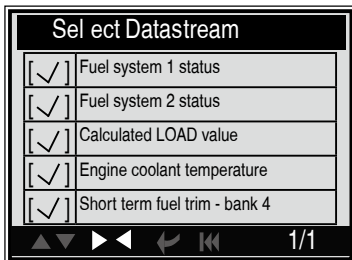 Sel ect Datastream
[✓] Fuel system 1 status
[✓] Fuel system 2 status
[✓] Calculated LOAD value
[✓] Engine coolant temperature
[✓] Short term fuel trim - bank 4
1/1